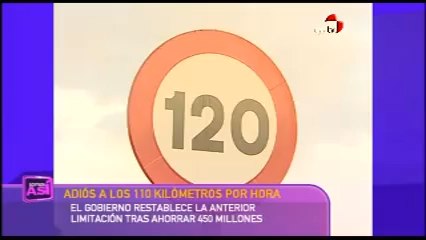 120
ADIÓS A LOS 110 KILÓMETROS POR HORA
EL GOBIERNO RESTABLECE LA ANTERIOR
LIMITACIÓN TRAS AHORRAR 450 MILLONES
ASÍ